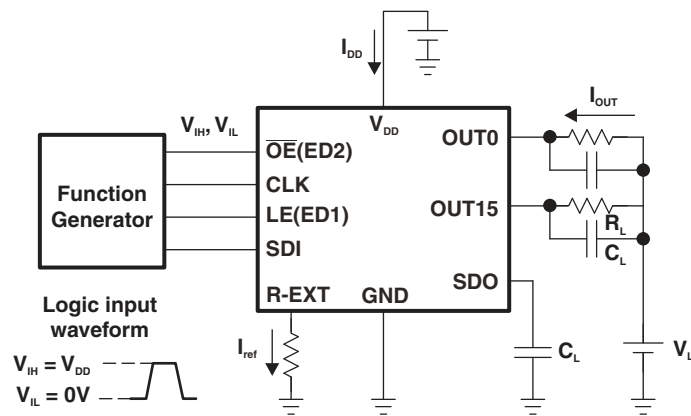 I_DD
I_OUT
V_IH, V_IL
V_DD
OE(ED2)
OUT0
Function
Generator
CLK
LE(ED1)
OUT15
SDI
R_L
C_L
R-EXT
GND
SDO
Logic input
waveform
I_ref
C_L
V_L
V_IH = V_DD
V_IL = 0V